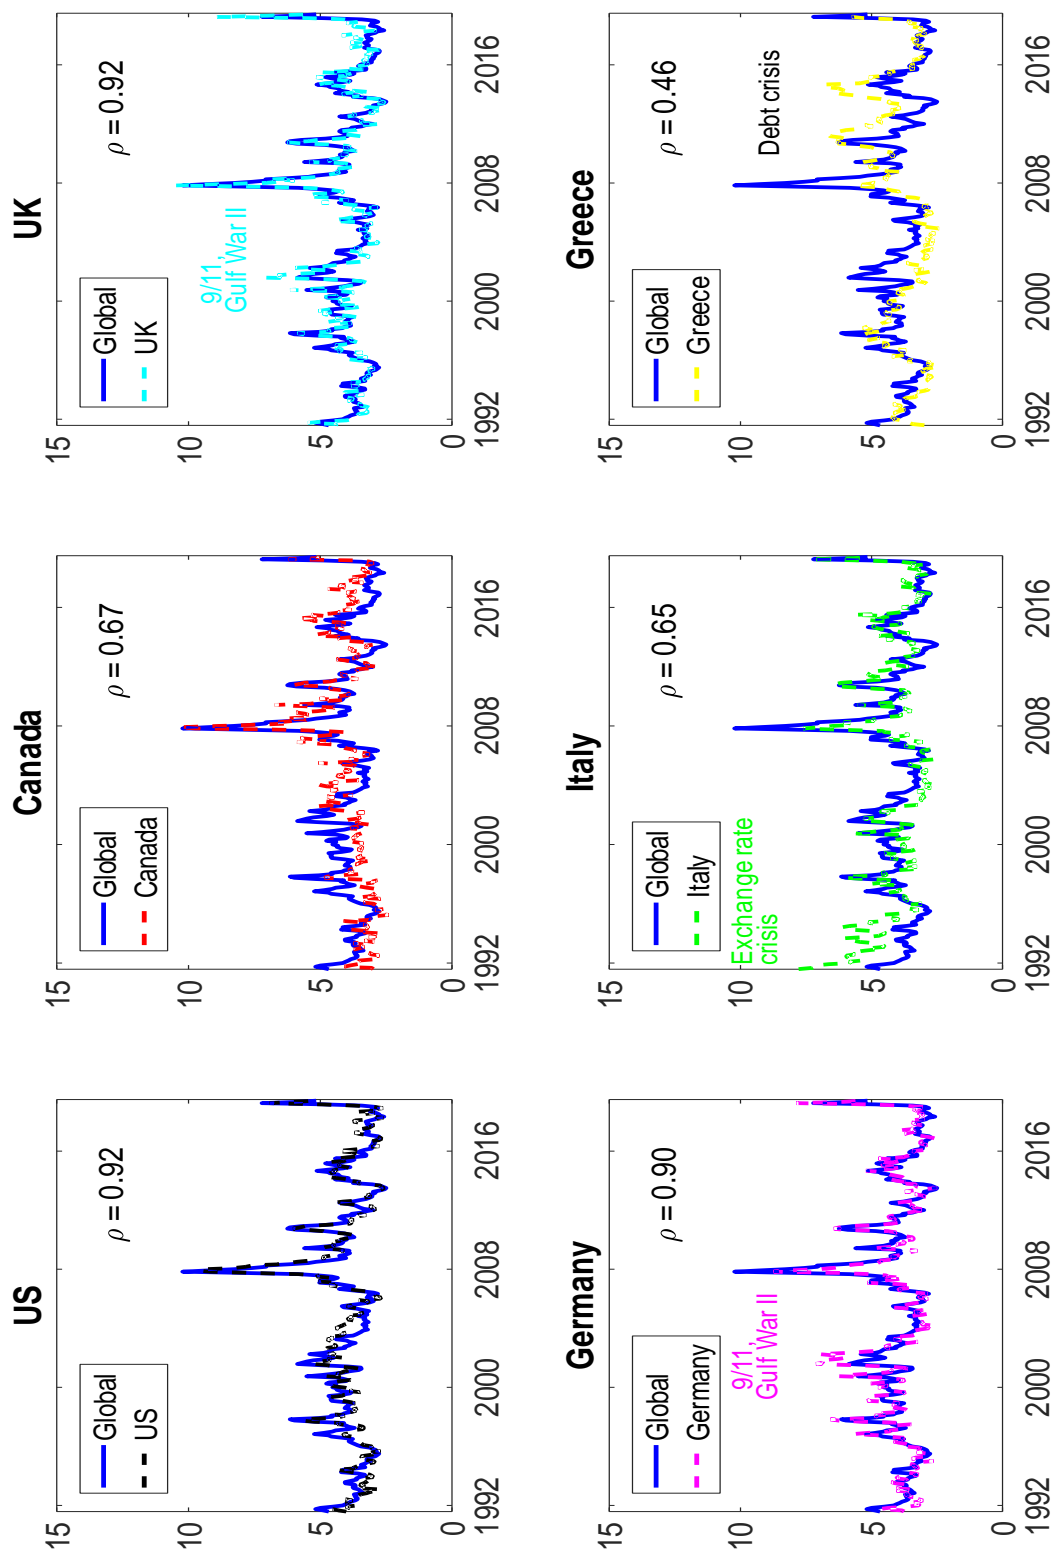 US
Global
US
ρ = 0.92
15
10
5
0
1992
2000
2008
2016
Canada
Global
Canada
ρ = 0.67
15
10
5
0
1992
2000
2008
2016
UK
Global
UK
ρ = 0.92
9/11,
Gulf War II
15
10
5
0
1992
2000
2008
2016
Germany
Global
Germany
ρ = 0.90
9/11,
Gulf War II
15
10
5
0
1992
2000
2008
2016
Italy
Global
Italy
ρ = 0.65
Exchange rate
crisis
15
10
5
0
1992
2000
2008
2016
Greece
Global
Greece
ρ = 0.46
Debt crisis
15
10
5
0
1992
2000
2008
2016